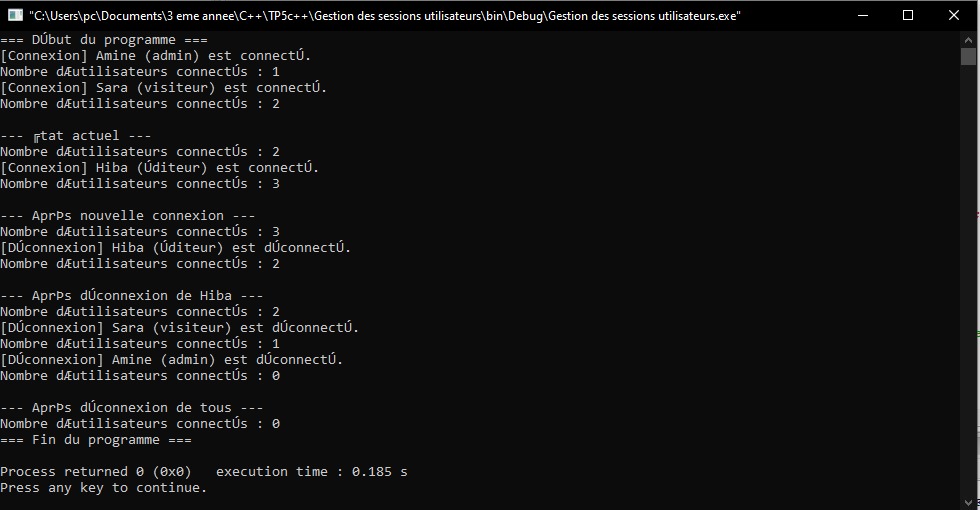 "C:\Users\pc\Documents\3 eme annee\C++\TP5c++\Gestion des sessions utilisateurs\bin\Debug\Gestion des sessions utilisateurs.exe"
=== DÚbut du programme ===
[Connexion] Amine (admin) est connectÚ.
Nombre dÆutilisateurs connectÚs : 1
[Connexion] Sara (visiteur) est connectÚ.
Nombre dÆutilisateurs connectÚs : 2

--- ╔tat actuel ---
Nombre dÆutilisateurs connectÚs : 2
[Connexion] Hiba (Úditeur) est connectÚ.
Nombre dÆutilisateurs connectÚs : 3

--- AprÞs nouvelle connexion ---
Nombre dÆutilisateurs connectÚs : 3
[DÚconnexion] Hiba (Úditeur) est dÚconnectÚ.
Nombre dÆutilisateurs connectÚs : 2

--- AprÞs dÚconnexion de Hiba ---
Nombre dÆutilisateurs connectÚs : 2
[DÚconnexion] Sara (visiteur) est dÚconnectÚ.
Nombre dÆutilisateurs connectÚs : 1
[DÚconnexion] Amine (admin) est dÚconnectÚ.
Nombre dÆutilisateurs connectÚs : 0

--- AprÞs dÚconnexion de tous ---
Nombre dÆutilisateurs connectÚs : 0
=== Fin du programme ===

Process returned 0 (0x0)   execution time : 0.185 s
Press any key to continue.